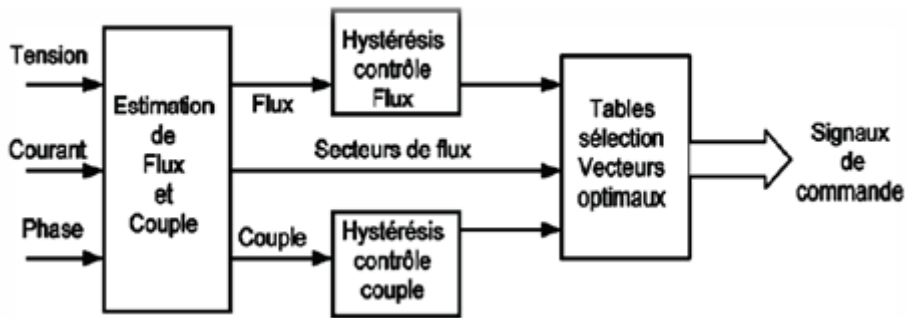 Tension
Courant
Phase
Estimation
de
Flux
et
Couple
Flux
Secteurs de flux
Couple
Hystérésis
contrôle
Flux
Hystérésis
contrôle
couple
Tables
sélection
Vecteurs
optimaux
Signaux
de
commande